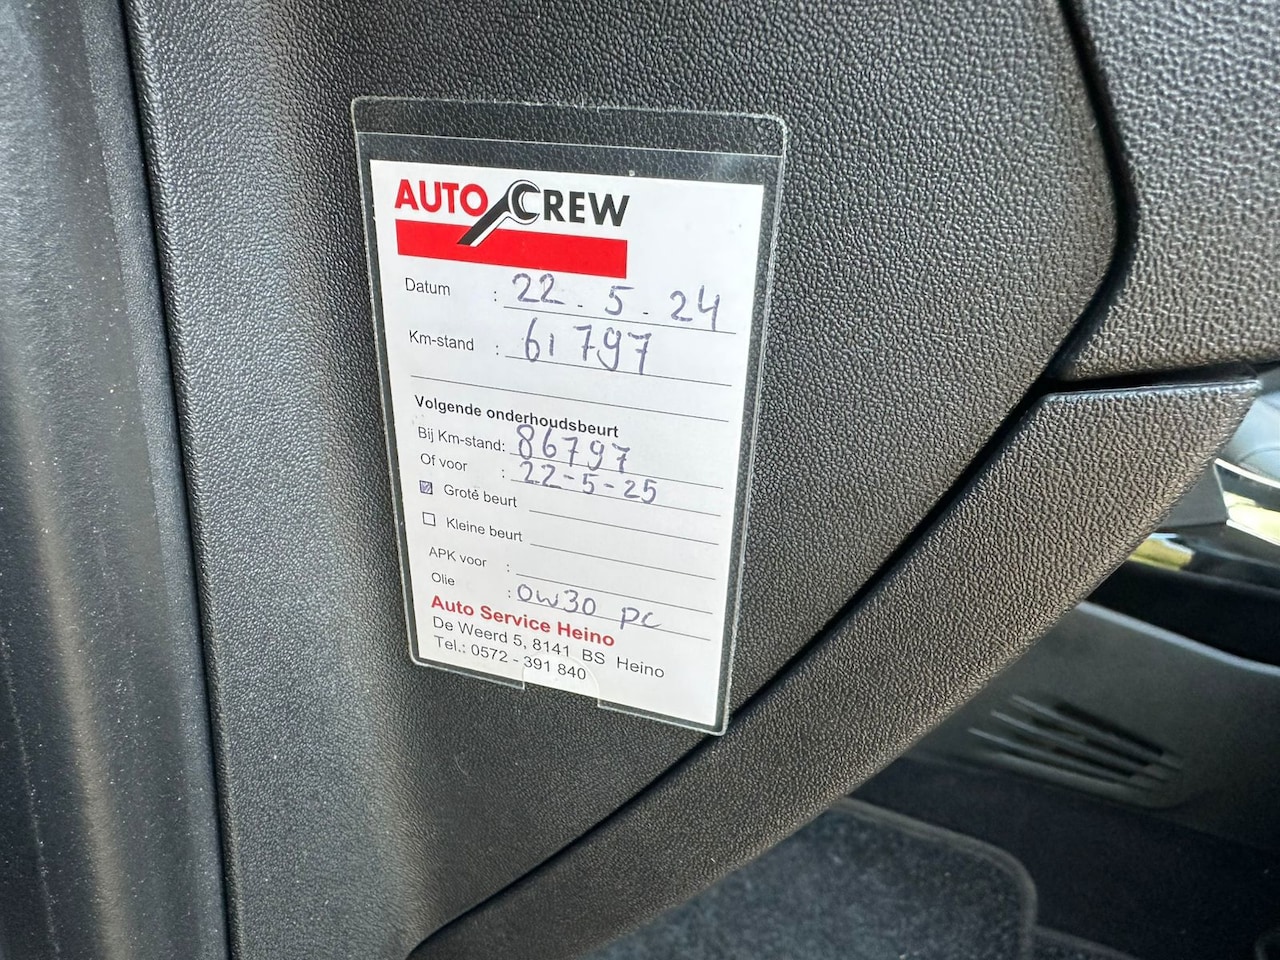 AUTO CREW
Datum : 22.5.24
Km-stand : 61797
Volgende onderhoudsbeurt
Bij Km-stand: 86797
Of voor : 22-5-25
Grote beurt
Kleine beurt
APK voor :
Olie : 0W30 PC
Auto Service Heino
De Weerd 5, 8141 BS Heino
Tel.: 0572 - 391 840